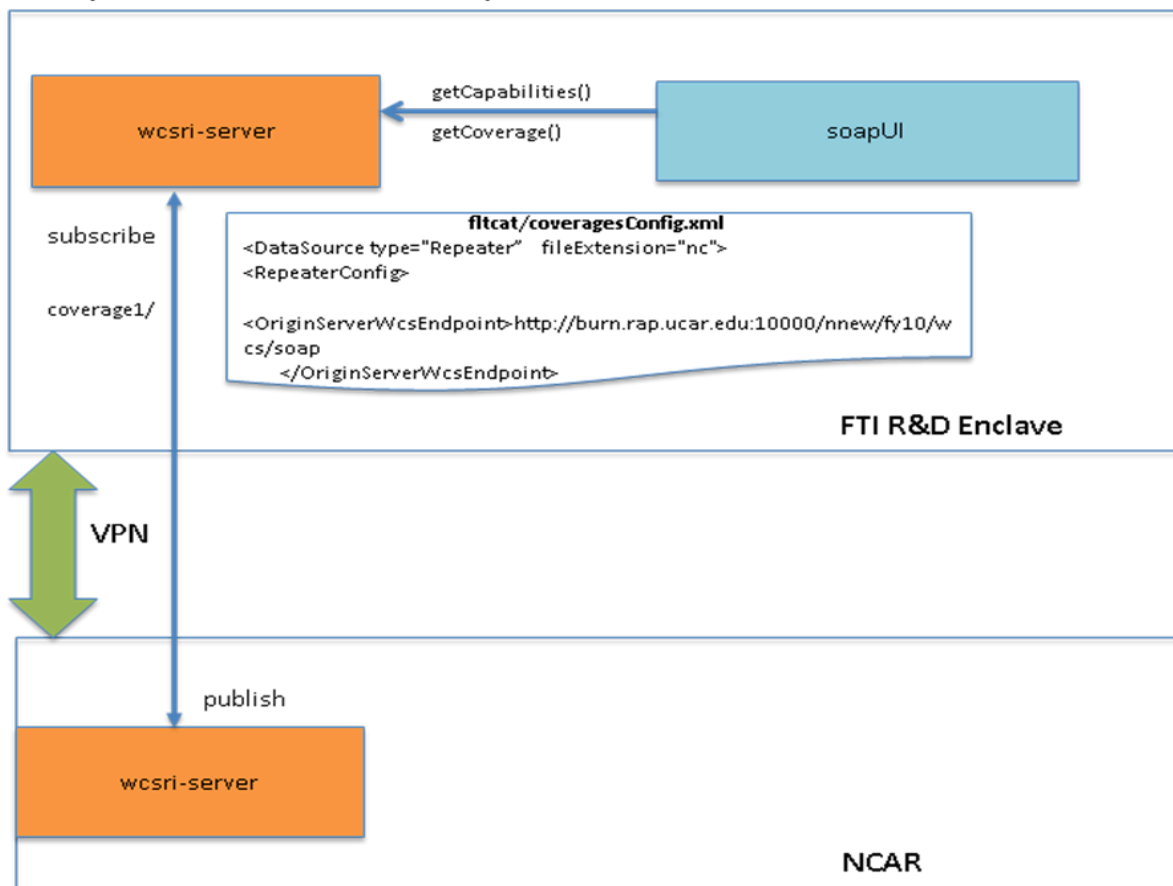 getCapabilities()
wcsri-server
soapUI
getCoverage()
subscribe
coverage1/
fltcat/coveragesConfig.xml
<DataSource type="Repeater” fileExtension="nc">
<RepeaterConfig>
<OriginServerWcsEndpoint>http://burn.rap.ucar.edu:10000/nnew/fy10/w
cs/soap
</OriginServerWcsEndpoint>
FTI R&D Enclave
VPN
publish
wcsri-server
NCAR